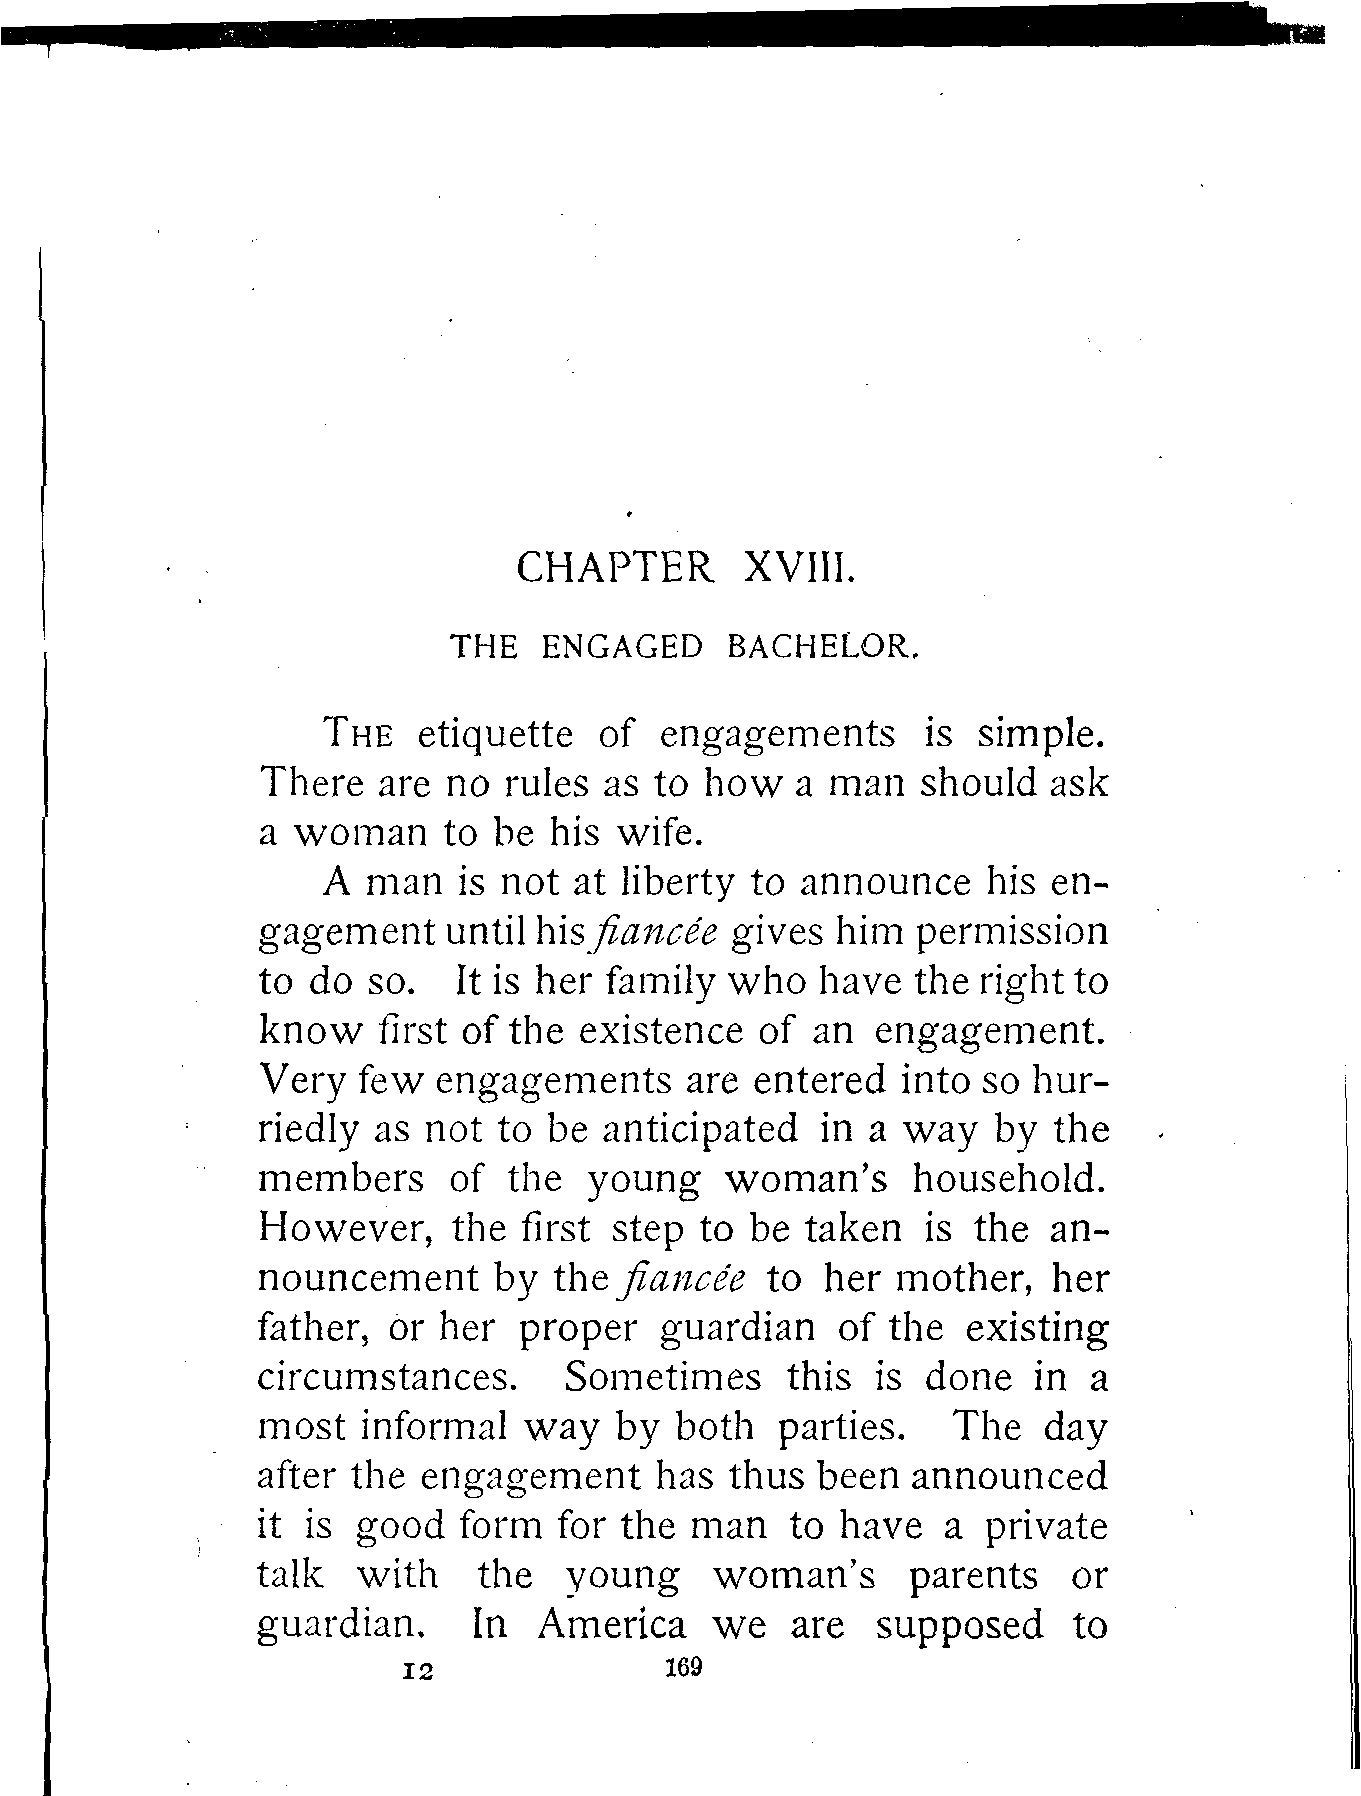 CHAPTER XVIII.
THE ENGAGED BACHELOR.
THE etiquette of engagements is simple.
There are no rules as to how a man should ask
a woman to be his wife.
A man is not at liberty to announce his en-
gagement until his fiancée gives him permission
to do so. It is her family who have the right to
know first of the existence of an engagement.
Very few engagements are entered into so hur-
riedly as not to be anticipated in a way by the
members of the young woman's household.
However, the first step to be taken is the an-
nouncement by the fiancée to her mother, her
father, or her proper guardian of the existing
circumstances. Sometimes this is done in a
most informal way by both parties. The day
after the engagement has thus been announced
it is good form for the man to have a private
talk with the young woman's parents or
guardian. In America we are supposed to
12 169